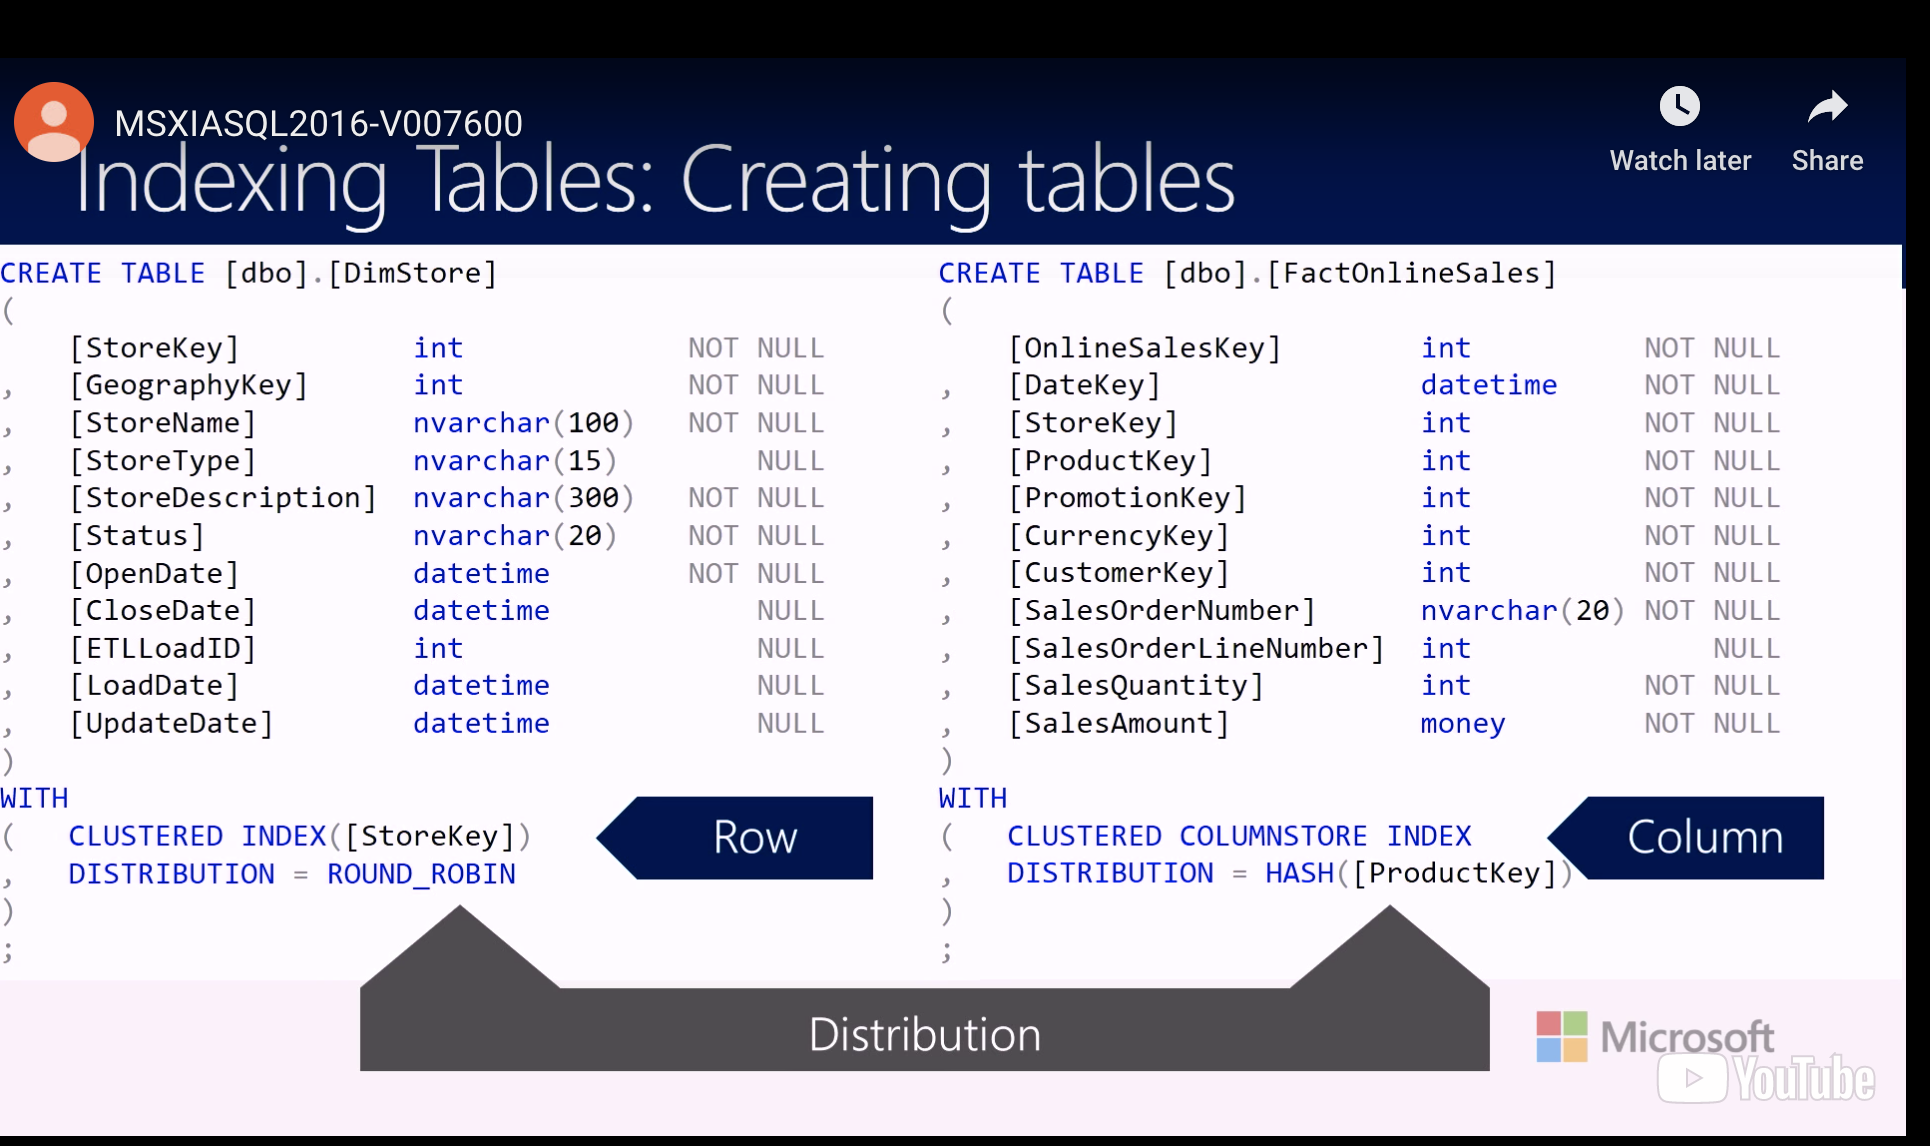 MSXIASQL2016-V007600
Watch later
Share
Indexing Tables: Creating tables
CREATE TABLE [dbo].[DimStore]
(
[StoreKey] int NOT NULL
, [GeographyKey] int NOT NULL
, [StoreName] nvarchar(100) NOT NULL
, [StoreType] nvarchar(15) NULL
, [StoreDescription] nvarchar(300) NOT NULL
, [Status] nvarchar(20) NOT NULL
, [OpenDate] datetime NOT NULL
, [CloseDate] datetime NULL
, [ETLLoadID] int NULL
, [LoadDate] datetime NULL
, [UpdateDate] datetime NULL
)
WITH
( CLUSTERED INDEX([StoreKey])
, DISTRIBUTION = ROUND_ROBIN
)
;
Row
CREATE TABLE [dbo].[FactOnlineSales]
(
[OnlineSalesKey] int NOT NULL
, [DateKey] datetime NOT NULL
, [StoreKey] int NOT NULL
, [ProductKey] int NOT NULL
, [PromotionKey] int NOT NULL
, [CurrencyKey] int NOT NULL
, [CustomerKey] int NOT NULL
, [SalesOrderNumber] nvarchar(20) NOT NULL
, [SalesOrderLineNumber] int NULL
, [SalesQuantity] int NOT NULL
, [SalesAmount] money NOT NULL
)
WITH
( CLUSTERED COLUMNSTORE INDEX
, DISTRIBUTION = HASH([ProductKey])
)
;
Column
Distribution
Microsoft
YouTube